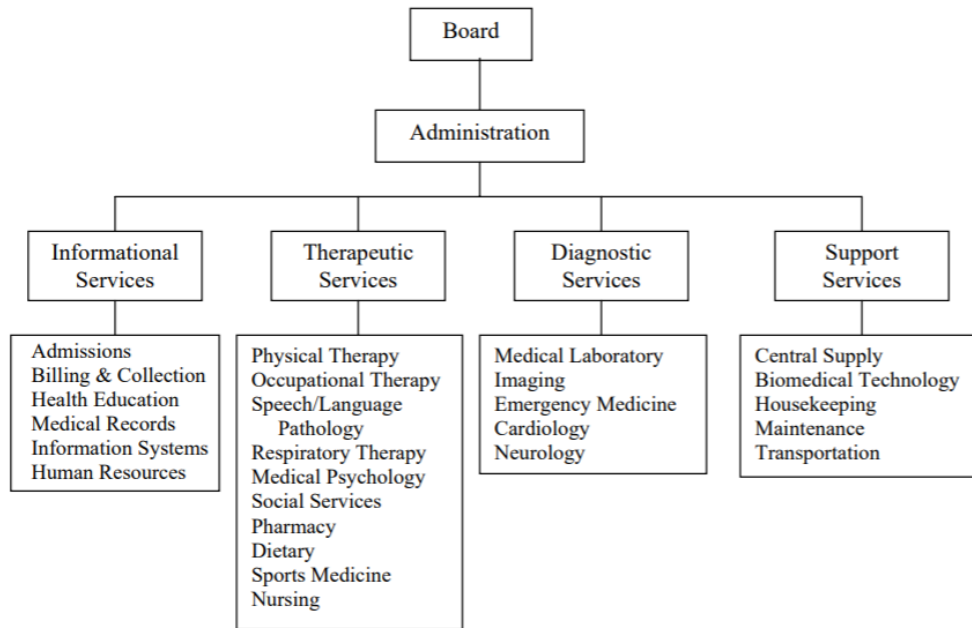 Board
Administration
Informational
Services
Therapeutic
Services
Diagnostic
Services
Support
Services
Admissions
Billing & Collection
Health Education
Medical Records
Information Systems
Human Resources
Physical Therapy
Occupational Therapy
Speech/Language
Pathology
Respiratory Therapy
Medical Psychology
Social Services
Pharmacy
Dietary
Sports Medicine
Nursing
Medical Laboratory
Imaging
Emergency Medicine
Cardiology
Neurology
Central Supply
Biomedical Technology
Housekeeping
Maintenance
Transportation